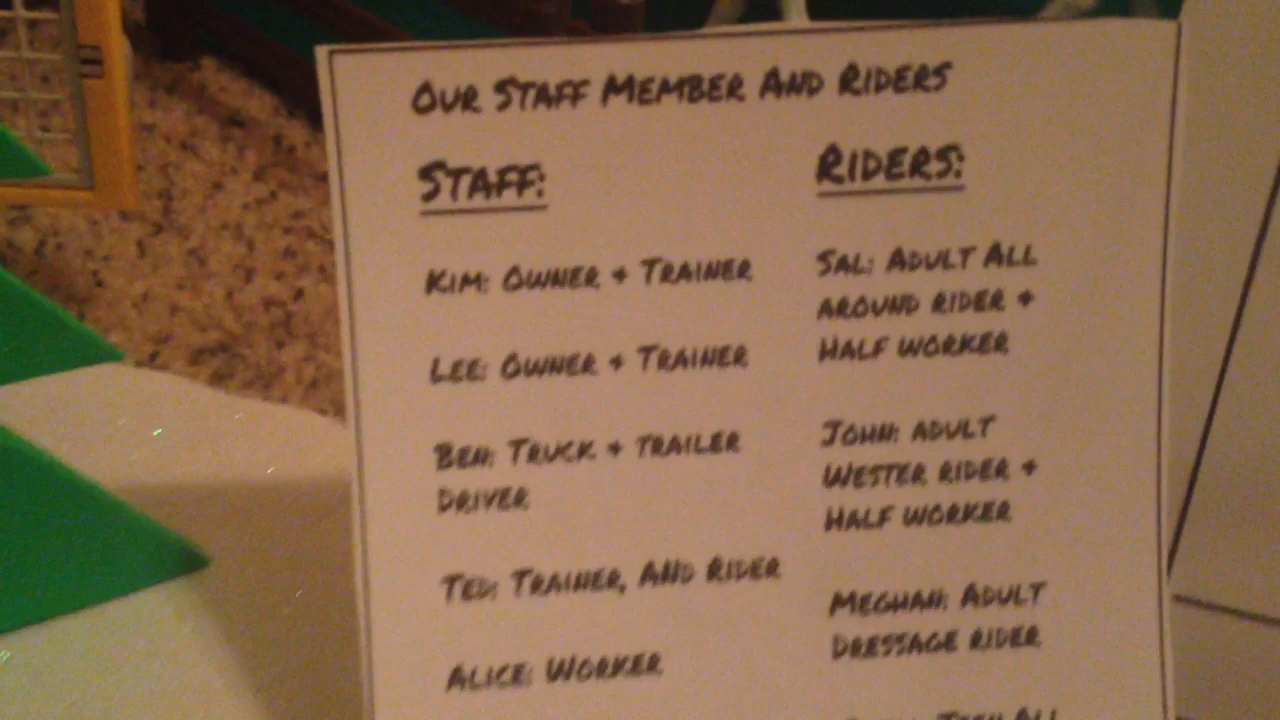 Our Staff Member And Riders
Staff:
Kim: Owner + Trainer
Lee: Owner + Trainer
Ben: Truck + trailer
driver
Ted: Trainer, and Rider
Alice: Worker
Riders:
Sal: Adult All
around rider +
Half worker
John: adult
Wester rider +
Half worker
Meghan: Adult
Dressage rider
All